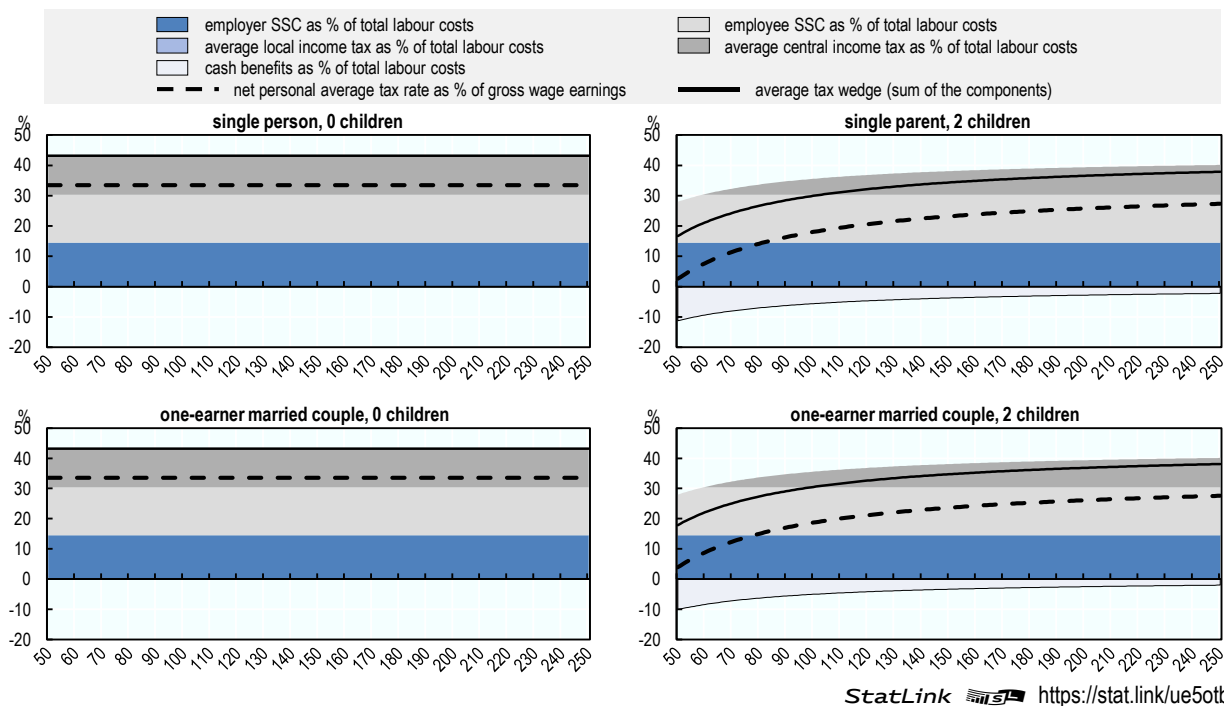 employer SSC as % of total labour costs
employee SSC as % of total labour costs
average local income tax as % of total labour costs
average central income tax as % of total labour costs
cash benefits as % of total labour costs
net personal average tax rate as % of gross wage earnings
average tax wedge (sum of the components)
%
single person, 0 children
50
40
30
20
10
0
-10
-20
50 60 70 80 90 100 110 120 130 140 150 160 170 180 190 200 210 220 230 240 250
%
single parent, 2 children
50
40
30
20
10
0
-10
-20
50 60 70 80 90 100 110 120 130 140 150 160 170 180 190 200 210 220 230 240 250
%
one-earner married couple, 0 children
50
40
30
20
10
0
-10
-20
50 60 70 80 90 100 110 120 130 140 150 160 170 180 190 200 210 220 230 240 250
%
one-earner married couple, 2 children
50
40
30
20
10
0
-10
-20
50 60 70 80 90 100 110 120 130 140 150 160 170 180 190 200 210 220 230 240 250
StatLink https://stat.link/ue5otb